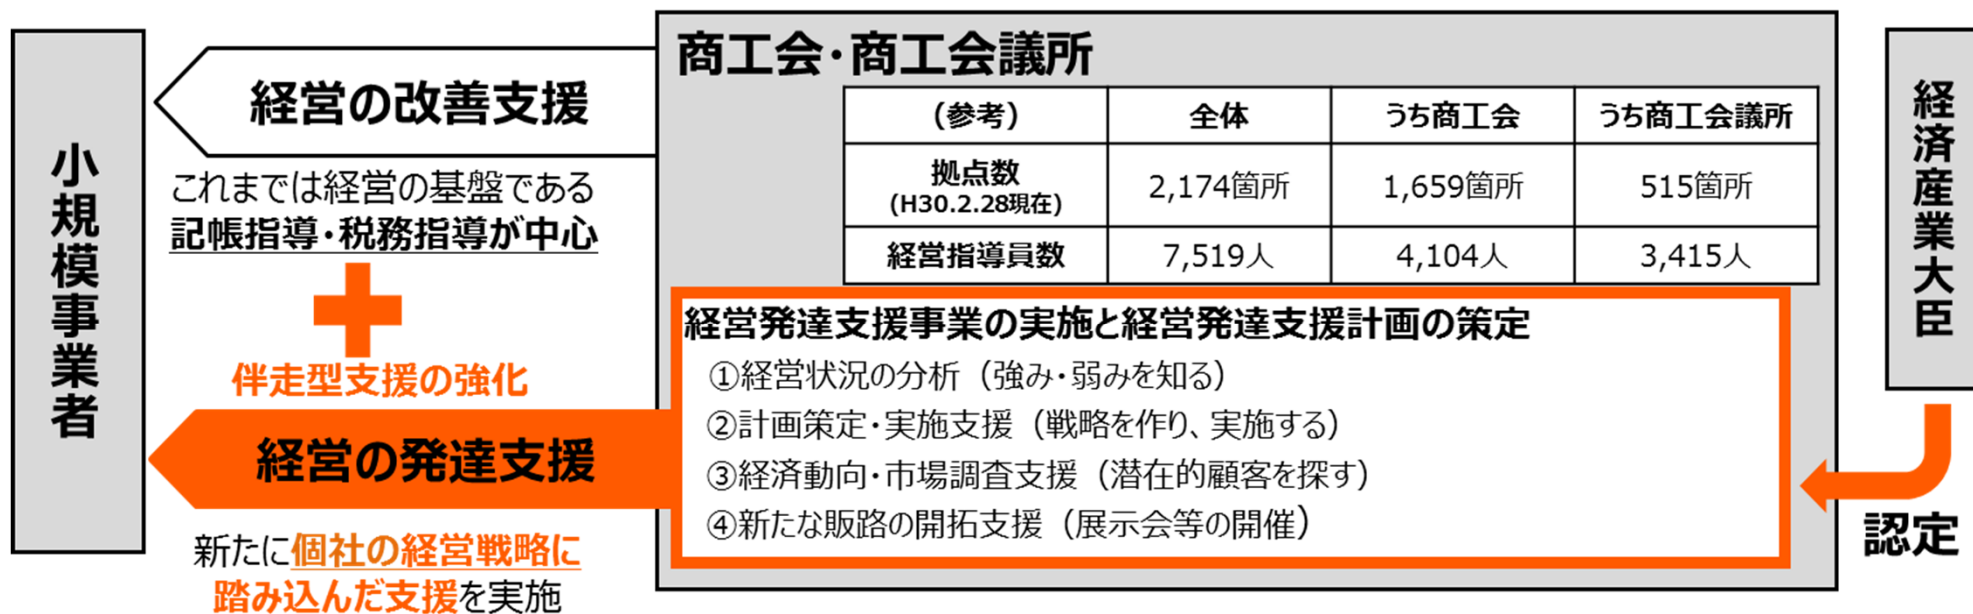 小規模事業者
経営の改善支援
これまでは経営の基盤である
記帳指導・税務指導が中心
伴走型支援の強化
経営の発達支援
新たに個社の経営戦略に
踏み込んだ支援を実施
商工会・商工会議所
(参考) 全体 うち商工会 うち商工会議所
拠点数
(H30.2.28現在) 2,174箇所 1,659箇所 515箇所
経営指導員数 7,519人 4,104人 3,415人
経営発達支援事業の実施と経営発達支援計画の策定
①経営状況の分析（強み・弱みを知る）
②計画策定・実施支援（戦略を作り、実施する）
③経済動向・市場調査支援（潜在的顧客を探す）
④新たな販路の開拓支援（展示会等の開催）
経済産業大臣
認定